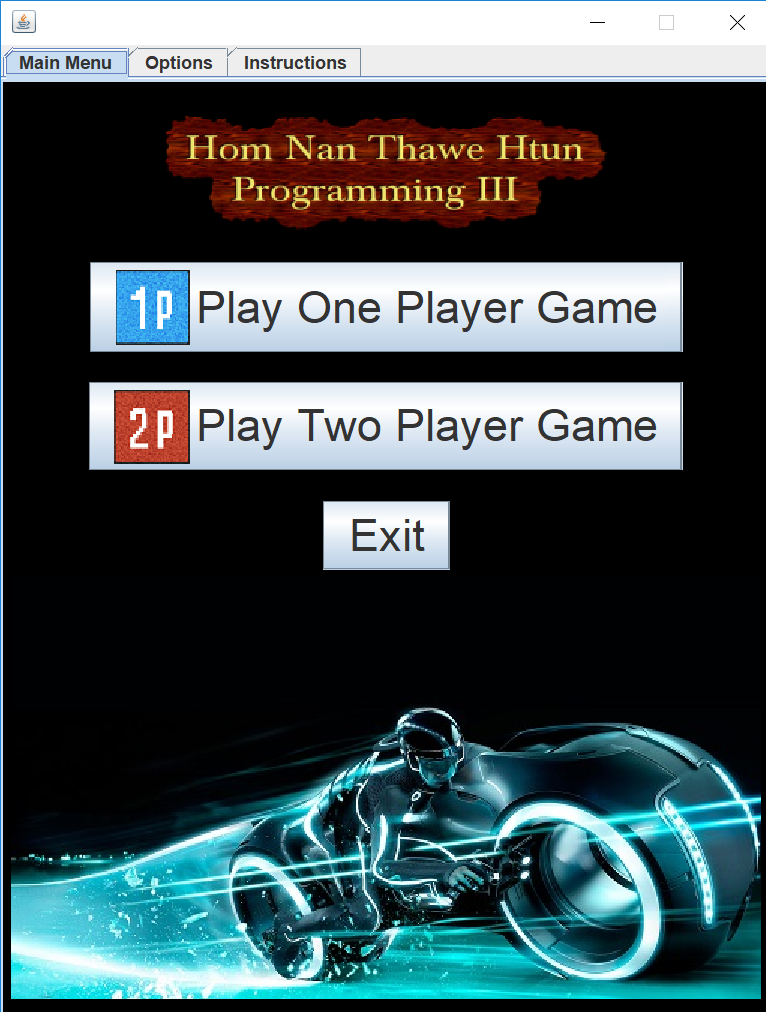 Main Menu
Options
Instructions
Hom Nan Thawe Htun
Programming III
1P Play One Player Game
2P Play Two Player Game
Exit